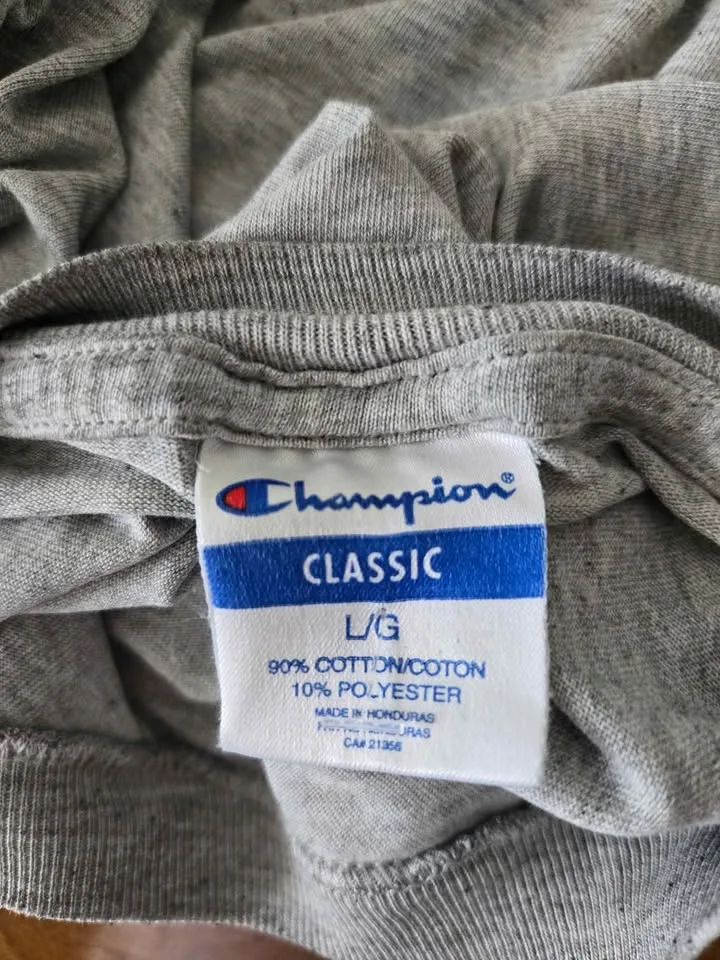 Champion®
CLASSIC
L/G
90% COTTON/COTON
10% POLYESTER
MADE IN HONDURAS
CA# 21356